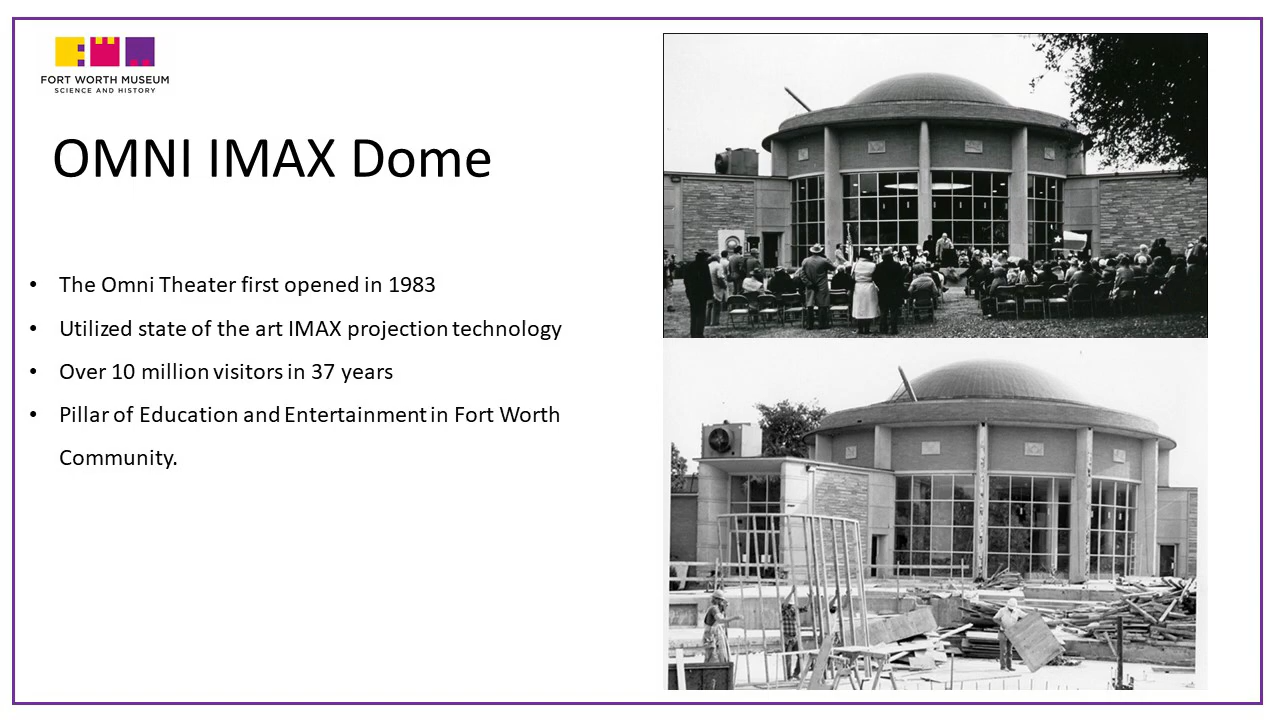 FORT WORTH MUSEUM
SCIENCE AND HISTORY
OMNI IMAX Dome
• The Omni Theater first opened in 1983
• Utilized state of the art IMAX projection technology
• Over 10 million visitors in 37 years
• Pillar of Education and Entertainment in Fort Worth
Community.